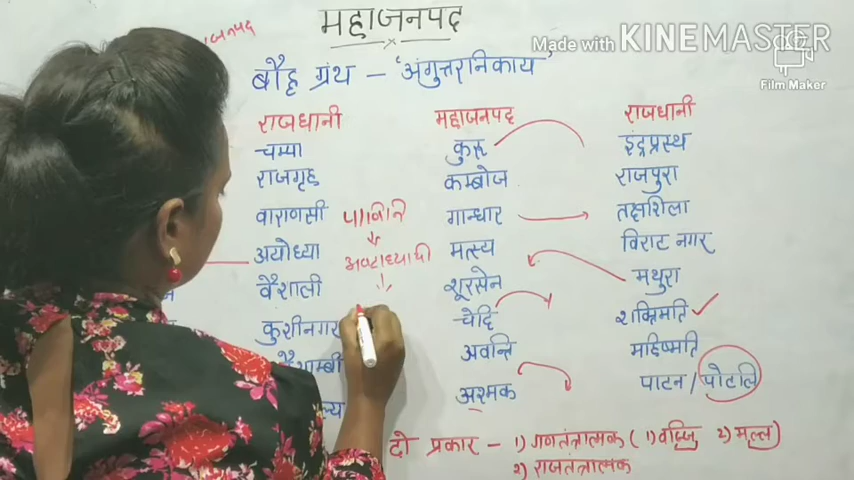 महाजनपद
Made with KINEMASTER
Film Maker
जनपद
बौद्ध ग्रंथ - 'अंगुत्तरनिकाय'
राजधानी महाजनपद राजधानी
चम्पा कुरू इंद्रप्रस्थ
राजगृह कम्बोज राजपुरा
वाराणसी पाणिनि गान्धार तक्षशिला
अयोध्या अष्टाध्यायी मत्स्य विराट नगर
वैशाली शूरसेन मथुरा
कुशीनगर चेदि शक्तिमति
अवन्ति महिष्मति
अश्मक पाटन / पोटलि
दो प्रकार - 1) गणतंत्रात्मक ( 1) वज्जि 2) मल्ल )
2) राजतंत्रात्मक